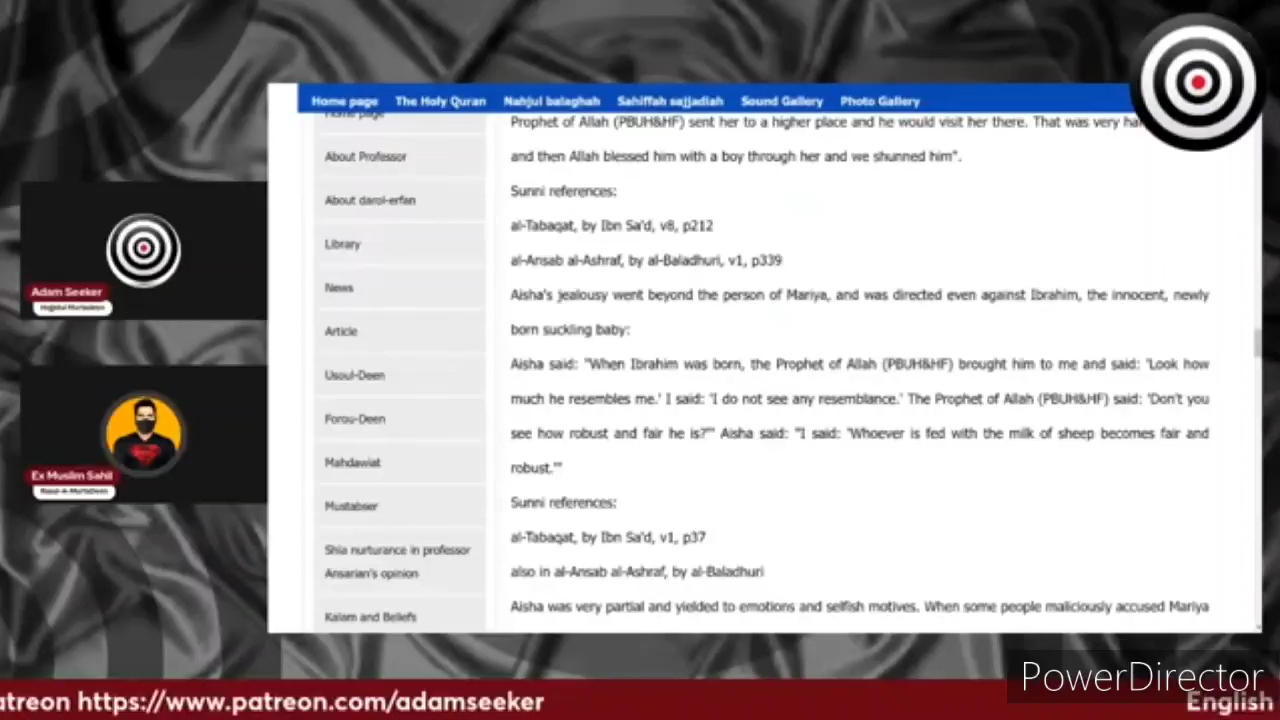 Home page The Holy Quran Nahjul balaghah Sahiffah sajjadiah Sound Gallery Photo Gallery
Home page
About Professor
About darol-erfan
Library
News
Article
Usoul-Deen
Forou-Deen
Mahdawiat
Mustabser
Shia nurturance in professor
Ansarian's opinion
Kalam and Beliefs
Prophet of Allah (PBUH&HF) sent her to a higher place and he would visit her there. That was very
and then Allah blessed him with a boy through her and we shunned him".
Sunni references:
al-Tabaqat, by Ibn Sa'd, v8, p212
al-Ansab al-Ashraf, by al-Baladhuri, v1, p339
Aisha's jealousy went beyond the person of Mariya, and was directed even against Ibrahim, the innocent, newly
born suckling baby:
Aisha said: "When Ibrahim was born, the Prophet of Allah (PBUH&HF) brought him to me and said: 'Look how
much he resembles me.' I said: 'I do not see any resemblance.' The Prophet of Allah (PBUH&HF) said: 'Don't you
see how robust and fair he is?'" Aisha said: "I said: 'Whoever is fed with the milk of sheep becomes fair and
robust.'"
Sunni references:
al-Tabaqat, by Ibn Sa'd, v1, p37
also in al-Ansab al-Ashraf, by al-Baladhuri
Aisha was very partial and yielded to emotions and selfish motives. When some people maliciously accused Mariya
Adam Seeker
Ex Muslim Sahil
atreon https://www.patreon.com/adamseeker
English
PowerDirector